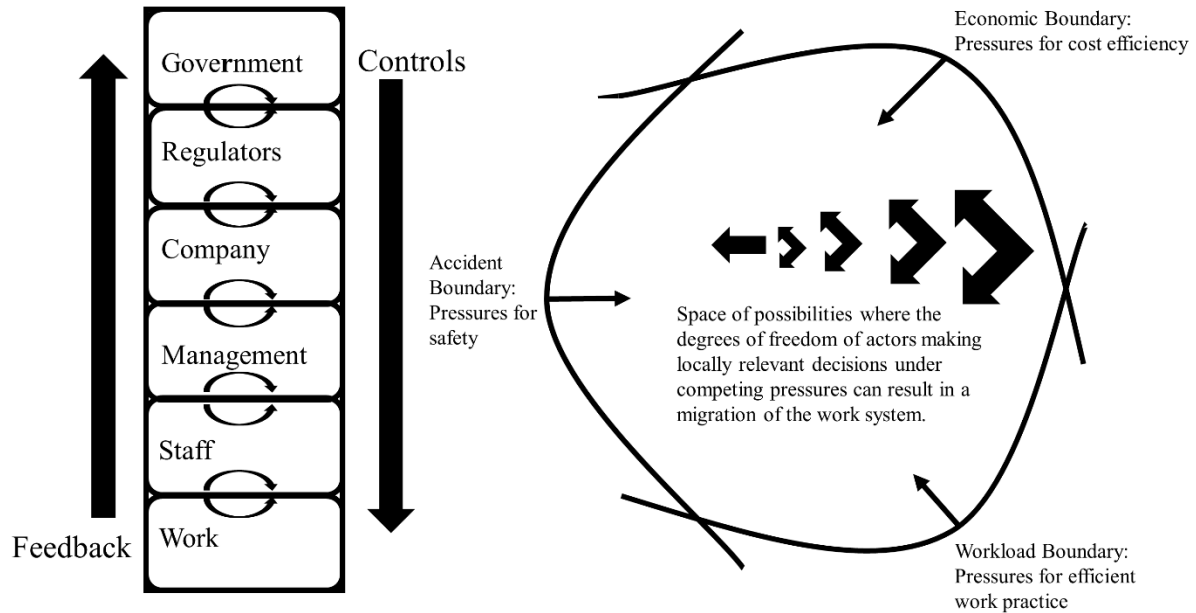 Government
Controls
Regulators
Company
Management
Staff
Work
Feedback
Economic Boundary:
Pressures for cost efficiency
Accident
Boundary:
Pressures for
safety
Space of possibilities where the
degrees of freedom of actors making
locally relevant decisions under
competing pressures can result in a
migration of the work system.
Workload Boundary:
Pressures for efficient
work practice